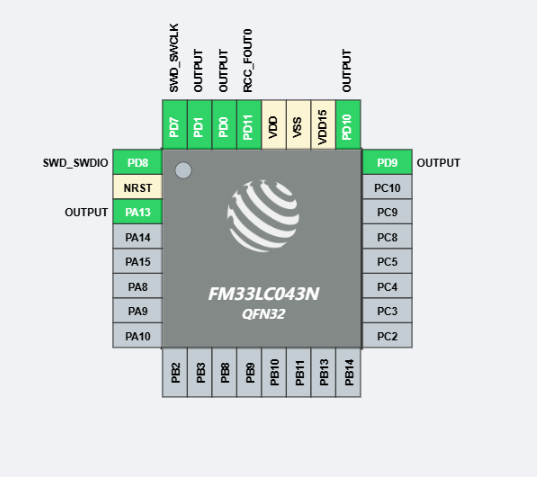 SWD_SWCLK
OUTPUT
OUTPUT
RCC_FOUT0
OUTPUT
PD7
PD1
PD0
PD11
VDD
VSS
VDD15
PD10
SWD_SWDIO PD8
NRST
OUTPUT PA13
PA14
PA15
PA8
PA9
PA10
PD9 OUTPUT
PC10
PC9
PC8
PC5
PC4
PC3
PC2
FM33LC043N
QFN32
PB2
PB3
PB8
PB9
PB10
PB11
PB13
PB14